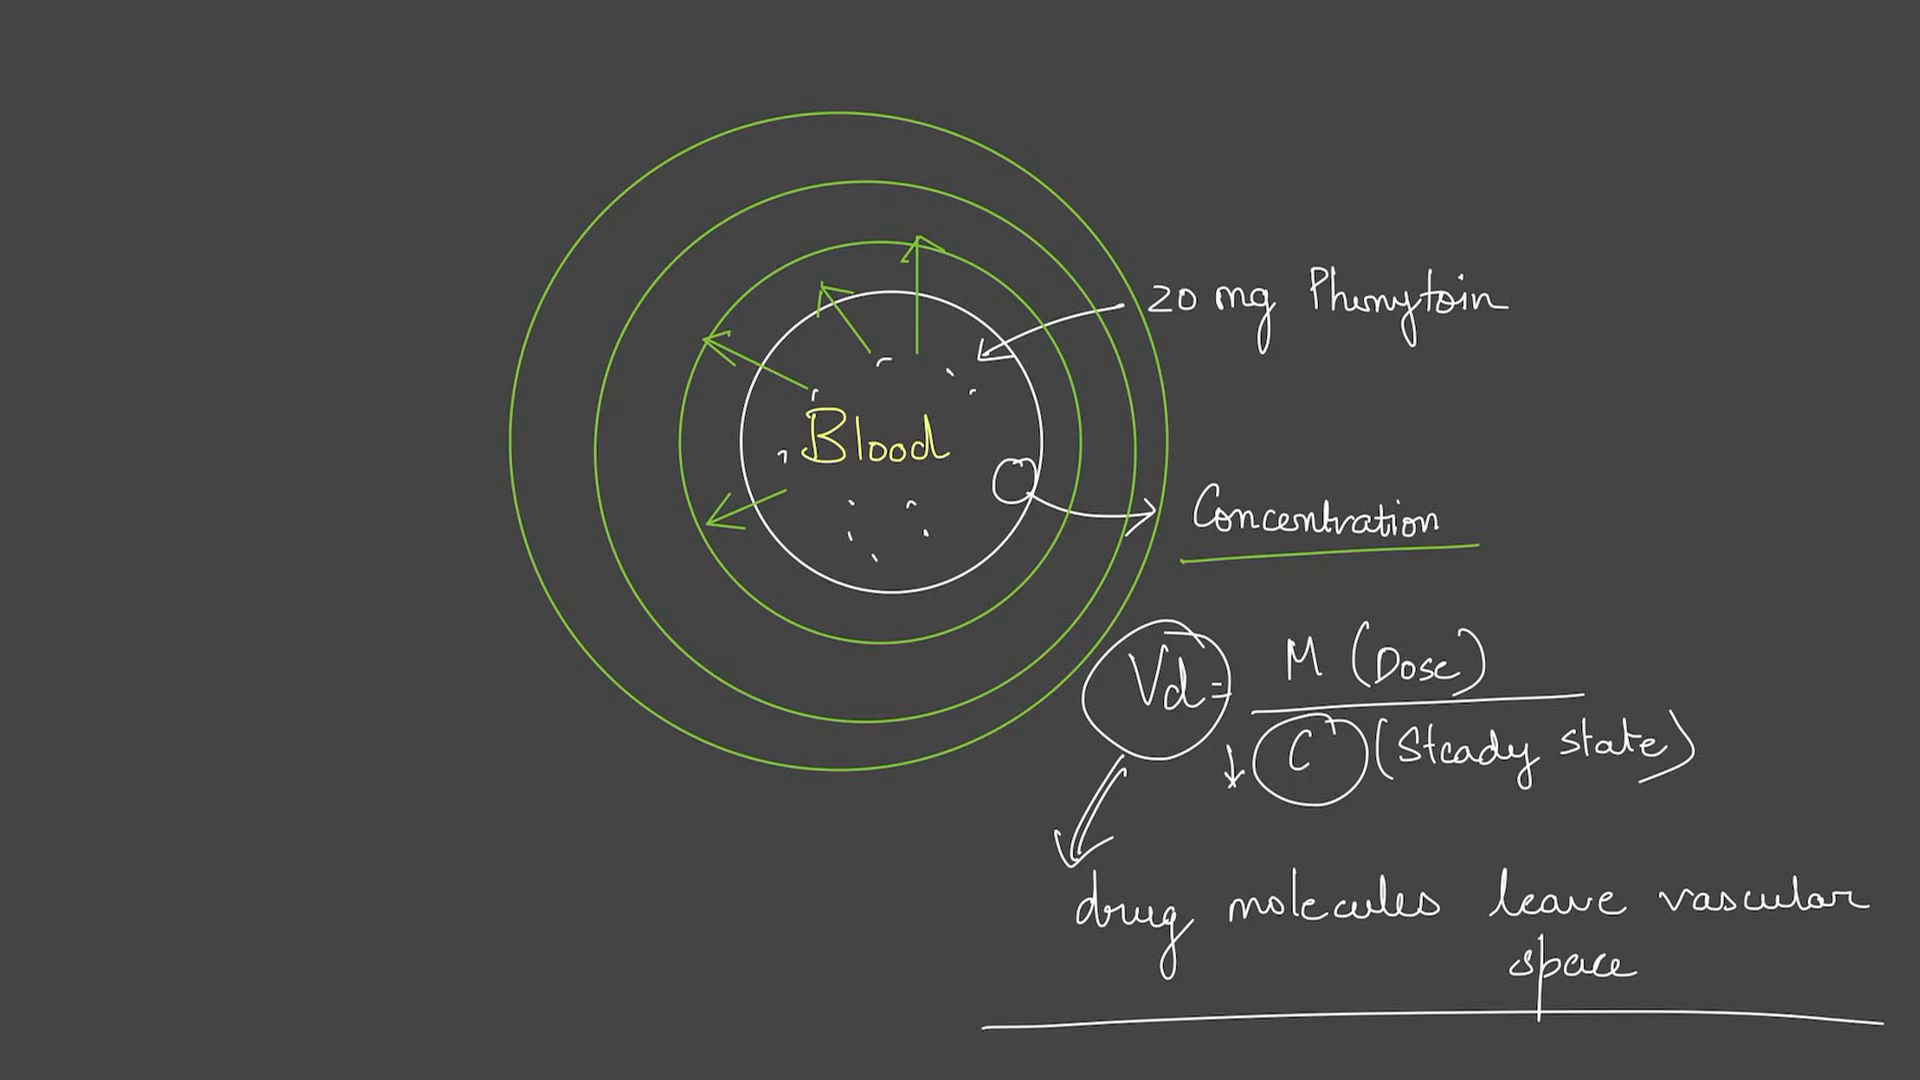 20 mg Phenytoin
Blood
Concentration
Vd = M (Dose)
C (Steady state)
drug molecules leave vascular
space